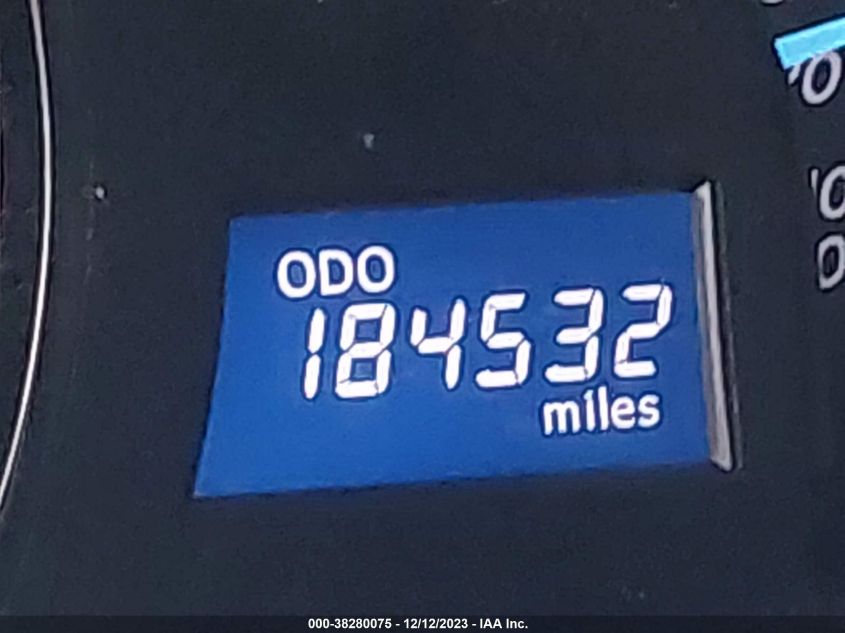 ODO
184532
miles
000-38280075 - 12/12/2023 - IAA Inc.